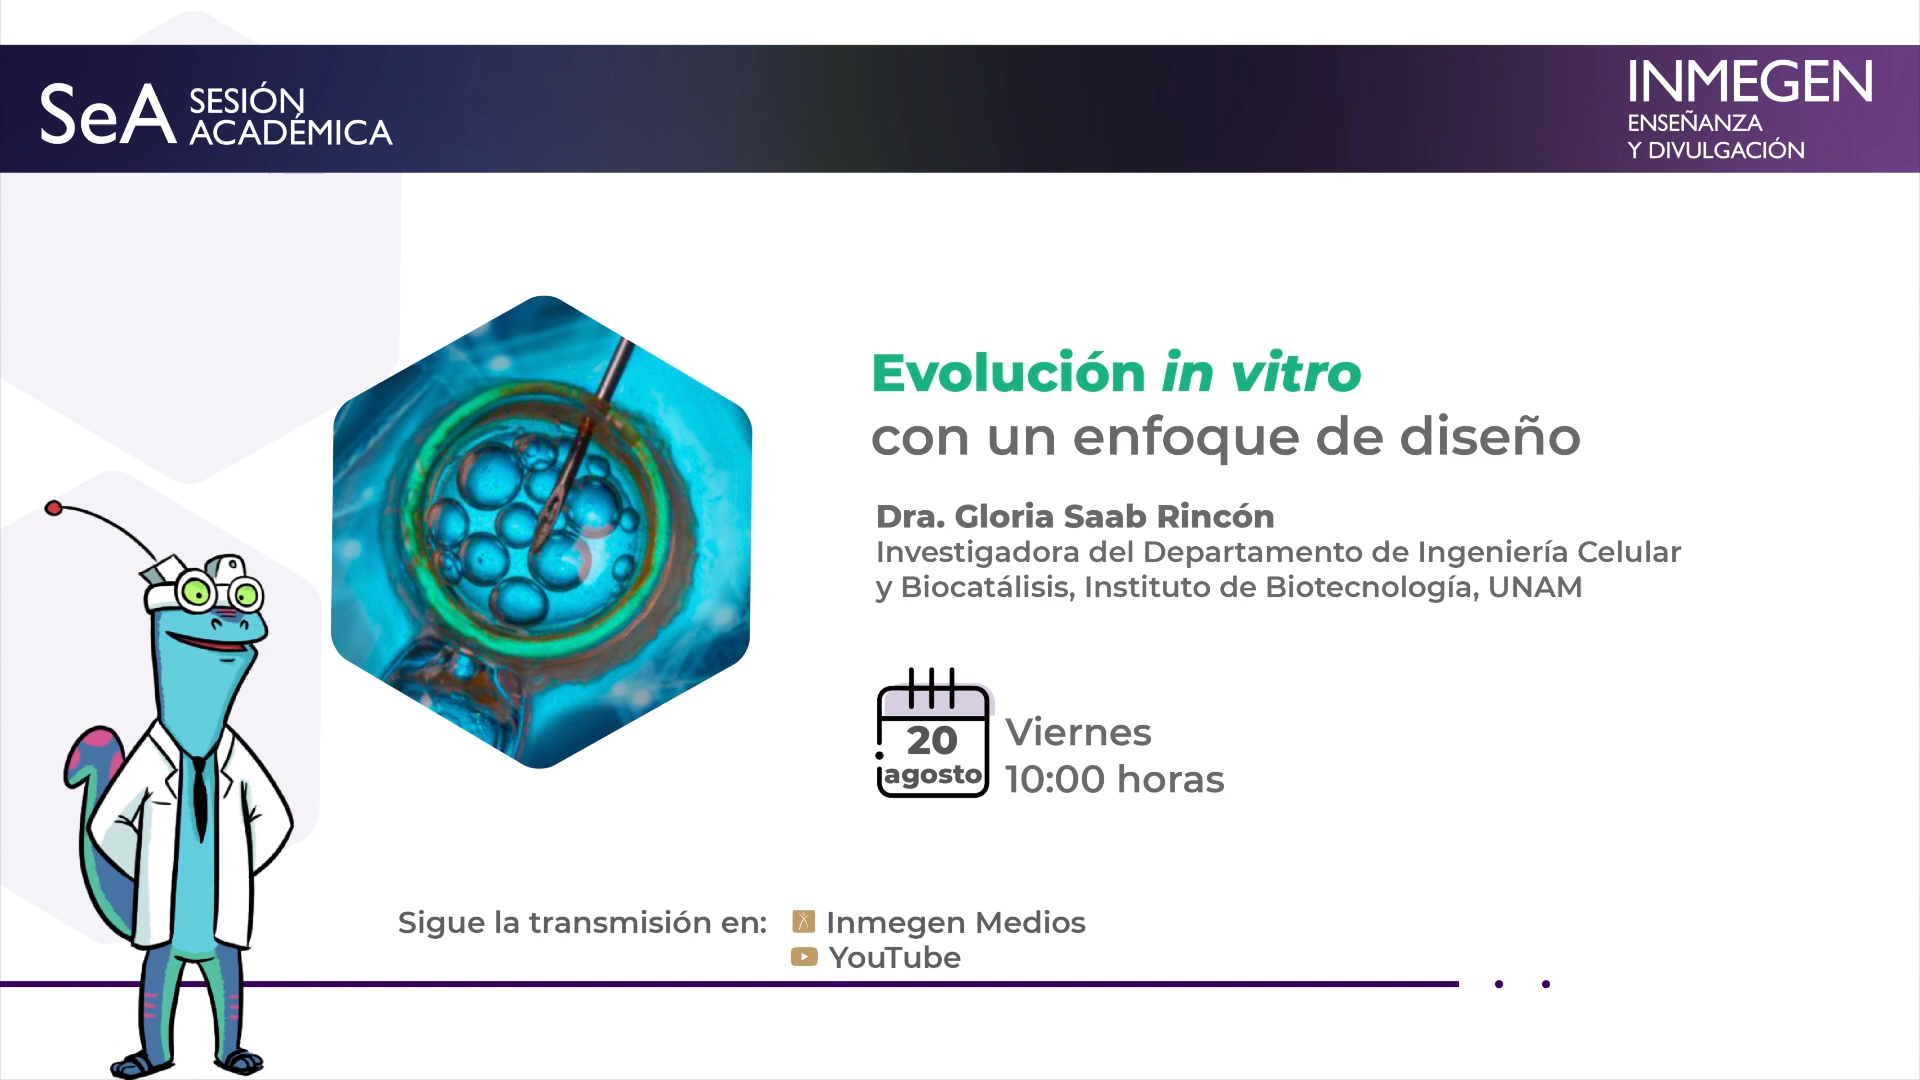 SeA SESIÓN
ACADÉMICA
INMEGEN
ENSEÑANZA
Y DIVULGACIÓN
Evolución in vitro
con un enfoque de diseño
Dra. Gloria Saab Rincón
Investigadora del Departamento de Ingeniería Celular
y Biocatálisis, Instituto de Biotecnología, UNAM
20
agosto
Viernes
10:00 horas
Sigue la transmisión en: Inmegen Medios
YouTube